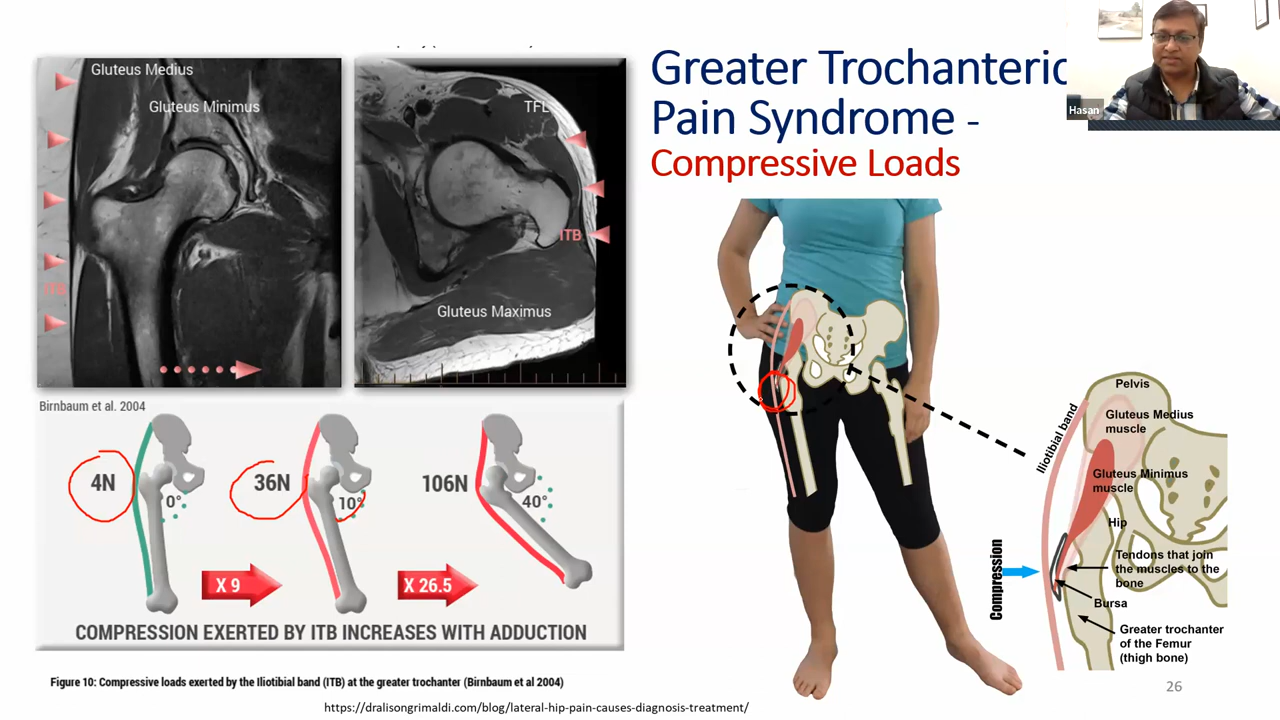 Gluteus Medius
Gluteus Minimus
ITB
TFL
ITB
Gluteus Maximus
Greater Trochanteric
Pain Syndrome -
Compressive Loads
Hasan
Birnbaum et al. 2004
4N
0°
36N
10°
106N
40°
X 9
X 26.5
COMPRESSION EXERTED BY ITB INCREASES WITH ADDUCTION
Figure 10: Compressive loads exerted by the Iliotibial band (ITB) at the greater trochanter (Birnbaum et al 2004)
https://dralisongrimaldi.com/blog/lateral-hip-pain-causes-diagnosis-treatment/
Pelvis
Iliotibial band
Gluteus Medius
muscle
Gluteus Minimus
muscle
Hip
Compression
Tendons that join
the muscles to the
bone
Bursa
Greater trochanter
of the Femur
(thigh bone)
26